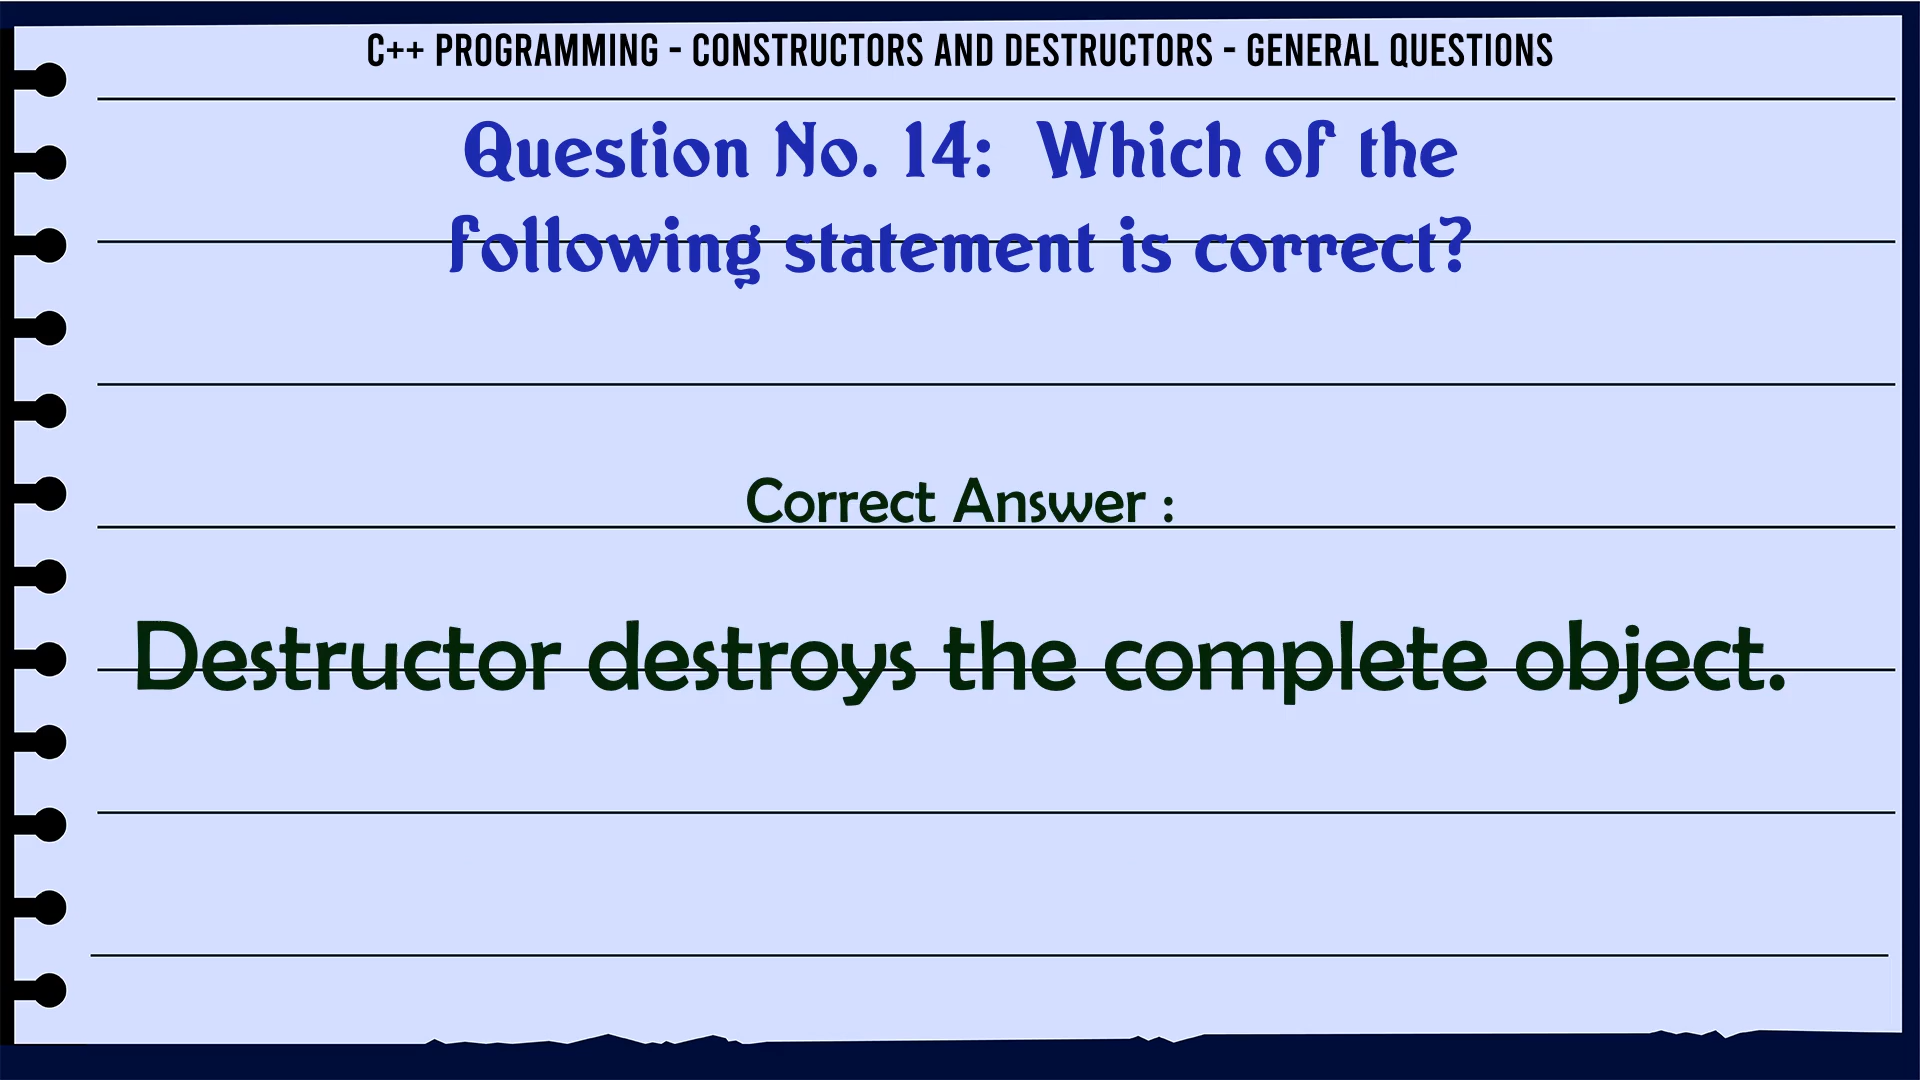 C++ PROGRAMMING - CONSTRUCTORS AND DESTRUCTORS - GENERAL QUESTIONS
Question No. 14:  Which of the
following statement is correct?
Correct Answer :
Destructor destroys the complete object.